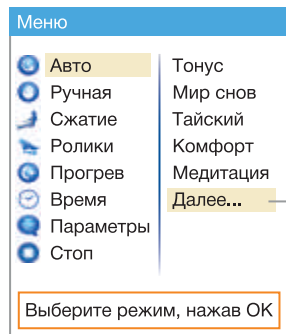 Меню
Авто
Ручная
Сжатие
Ролики
Прогрев
Время
Параметры
Стоп
Тонус
Мир снов
Тайский
Комфорт
Медитация
Далее...
Выберите режим, нажав OK